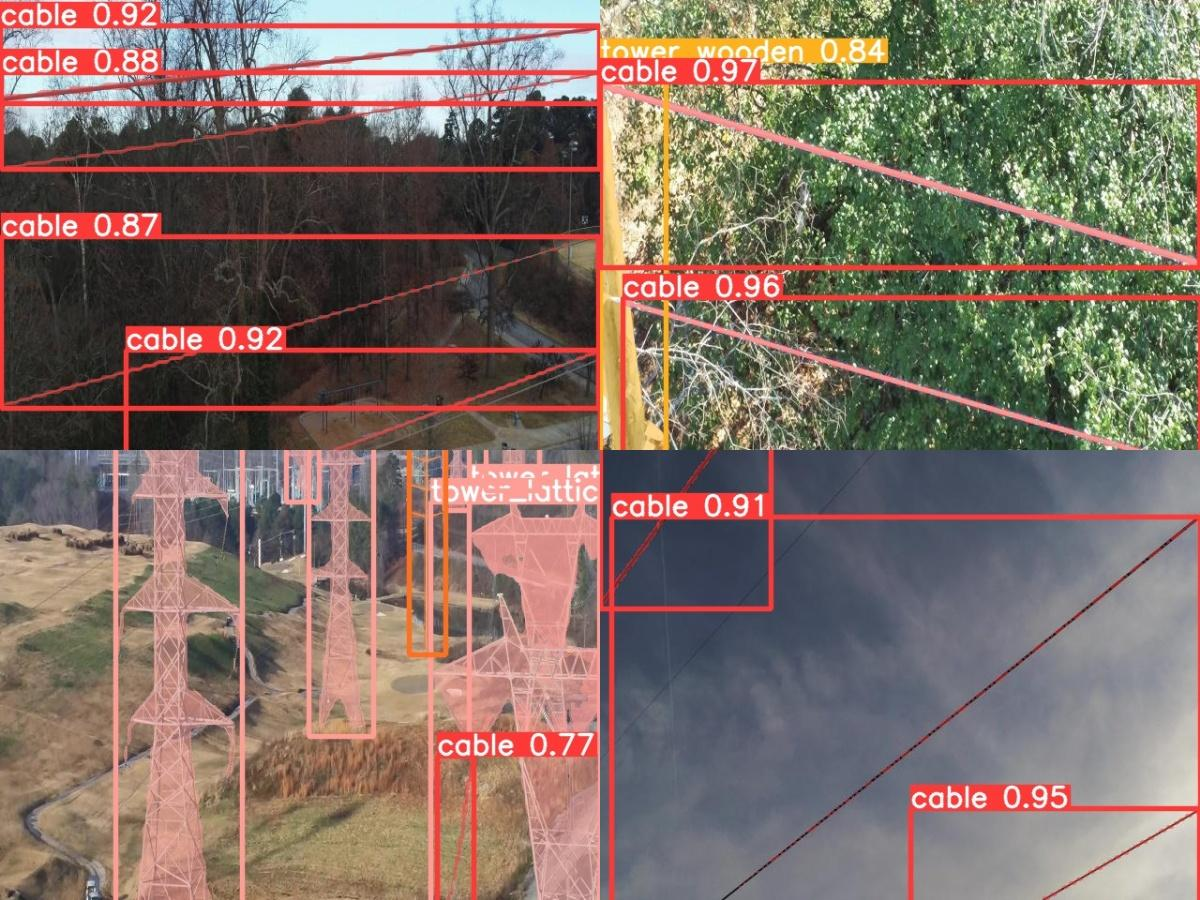 cable 0.92
cable 0.88
cable 0.87
cable 0.92
tower_wooden 0.84
cable 0.97
cable 0.96
tower_lat
tower_lattic
cable 0.77
cable 0.91
cable 0.95